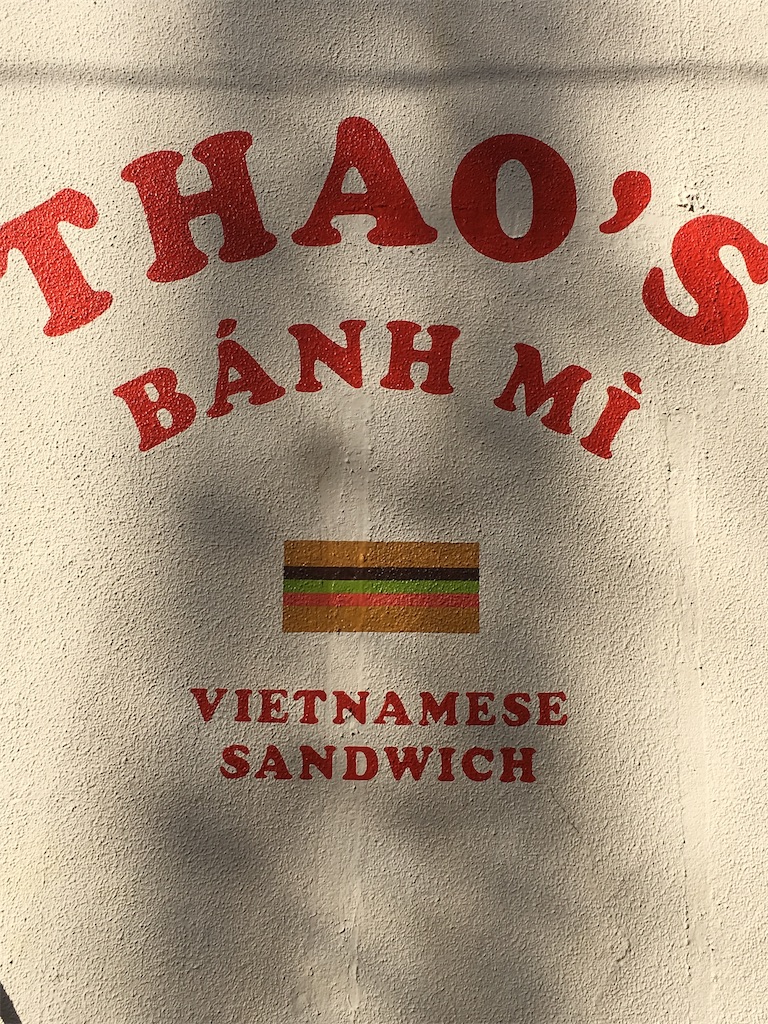 THAO'S
BÁNH MÌ
VIETNAMESE
SANDWICH